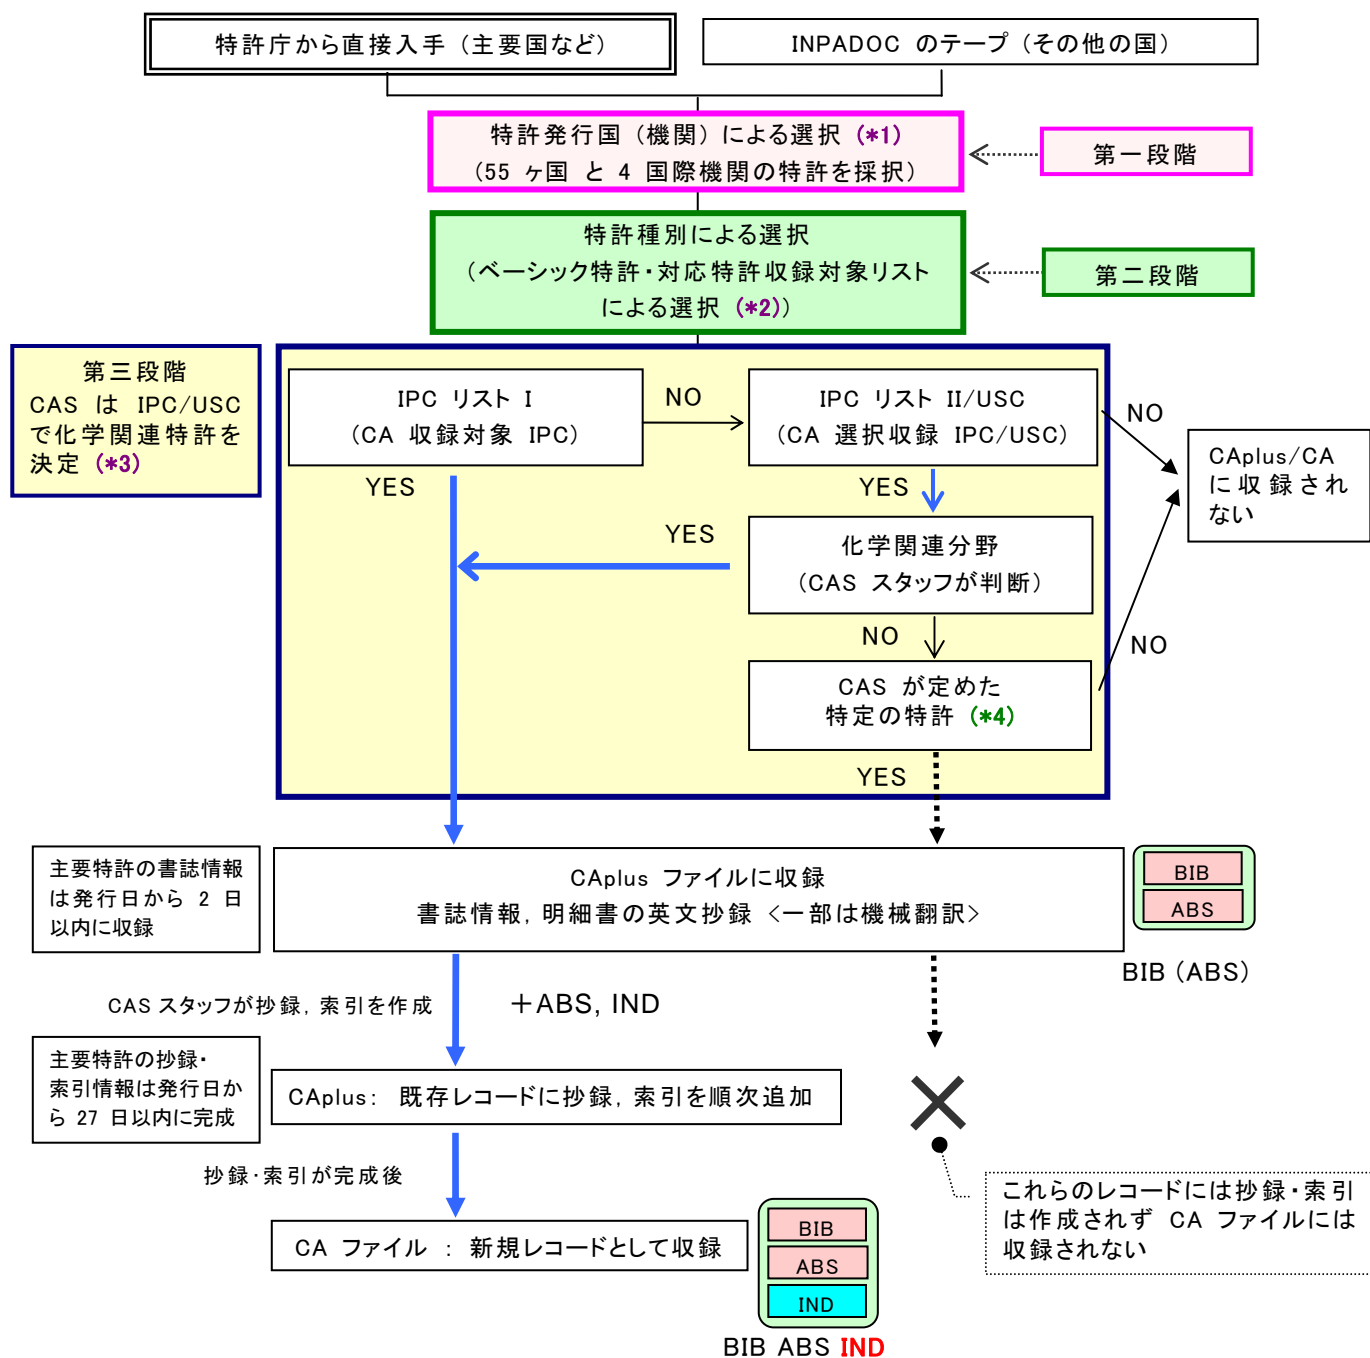 特許庁から直接入手 (主要国など)
INPADOC のテープ (その他の国)
特許発行国 (機関) による選択 (*1)
(55 ヶ国 と 4 国際機関の特許を採択)
第一段階
特許種別による選択
(ベーシック特許・対応特許収録対象リスト
による選択 (*2))
第二段階
第三段階
CAS は IPC/USC
で化学関連特許を
決定 (*3)
IPC リスト I
(CA 収録対象 IPC)
NO
IPC リスト II/USC
(CA 選択収録 IPC/USC)
NO
CAplus/CA
に収録され
ない
YES
YES
YES
化学関連分野
(CAS スタッフが判断)
NO
NO
CAS が定めた
特定の特許 (*4)
YES
主要特許の書誌情報
は発行日から 2 日
以内に収録
CAplus ファイルに収録
書誌情報, 明細書の英文抄録 <一部は機械翻訳>
BIB
ABS
BIB (ABS)
CAS スタッフが抄録, 索引を作成
+ABS, IND
主要特許の抄録・
索引情報は発行日か
ら 27 日以内に完成
CAplus: 既存レコードに抄録, 索引を順次追加
抄録・索引が完成後
これらのレコードには抄録・索引
は作成されず CA ファイルには
収録されない
CA ファイル : 新規レコードとして収録
BIB
ABS
IND
BIB ABS IND